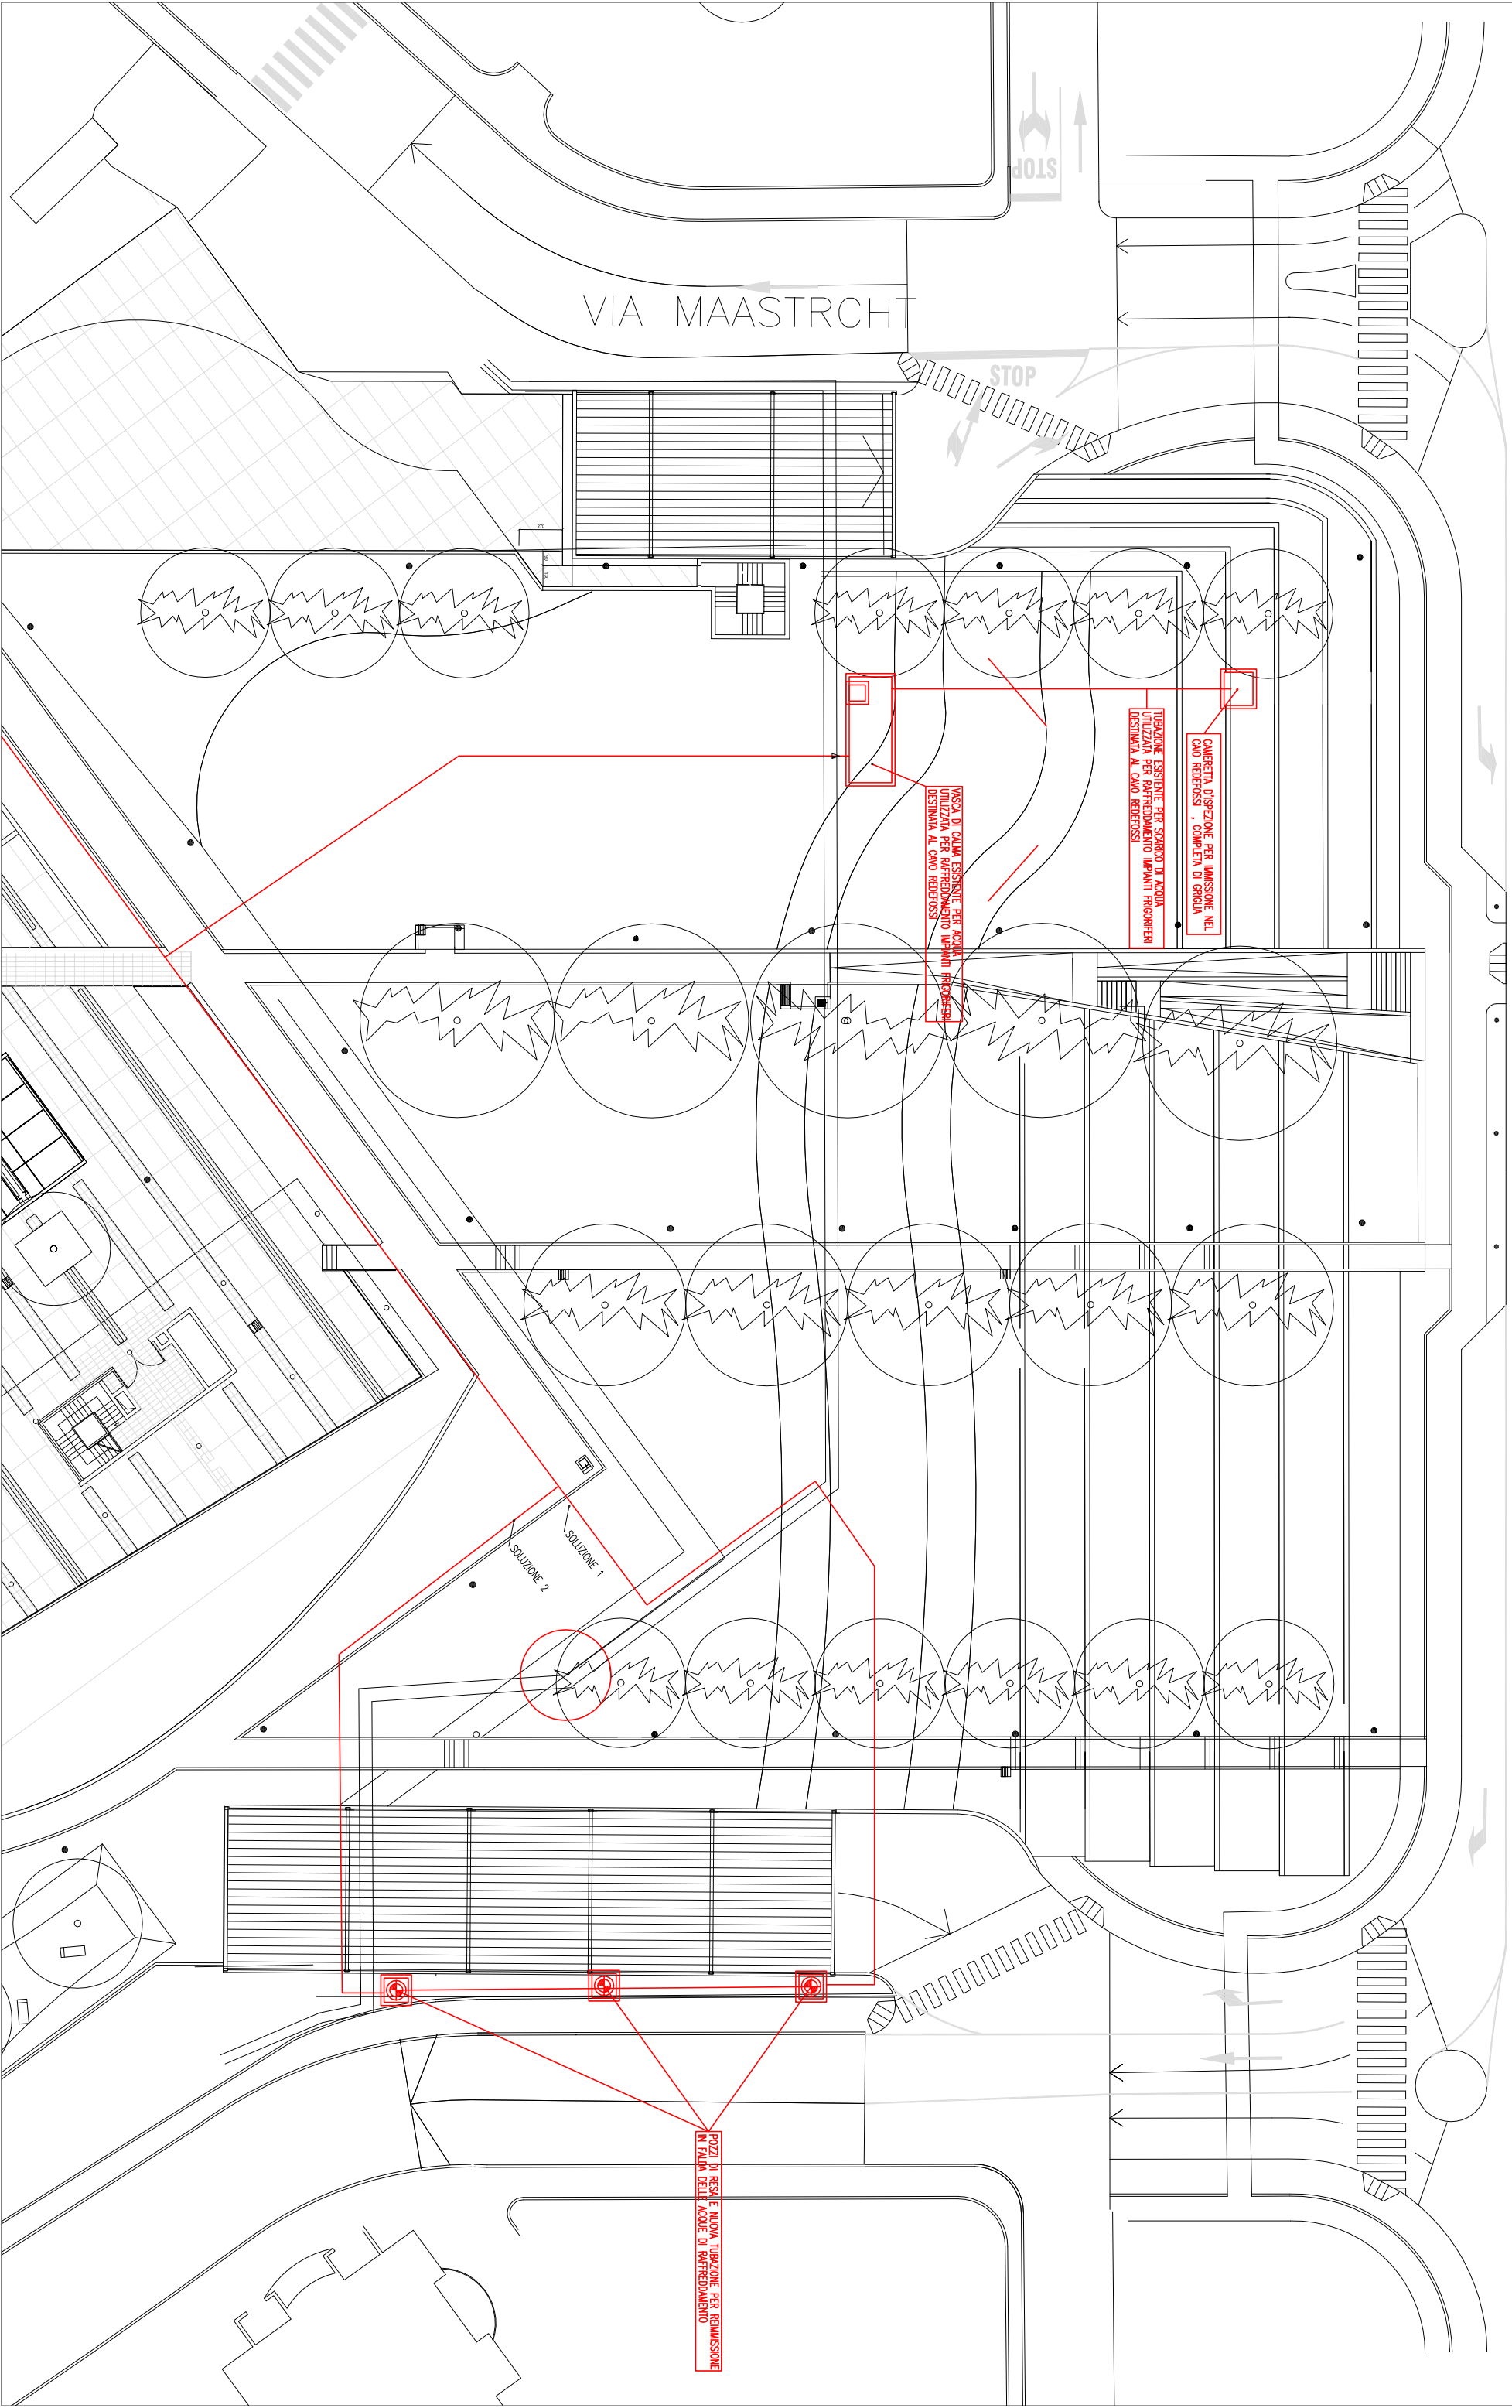 STOP
VIA MAASTRCHT
STOP
270
CAMERETTA D'ISPEZIONE PER IMMISSIONE NEL
CAVO REDEFOSSI , COMPLETA DI GRIGLIA
TUBAZIONE ESISTENTE PER SCARICO DI ACQUA
UTILIZZATA PER RAFFREDDAMENTO IMPIANTI FRIGORIFERI
DESTINATA AL CAVO REDEFOSSI
VASCA DI CALMA ESISTENTE PER ACQUA
UTILIZZATA PER RAFFREDDAMENTO IMPIANTI FRIGORIFERI
DESTINATA AL CAVO REDEFOSSI
SOLUZIONE 1
SOLUZIONE 2
POZZI DI RESA E NUOVA TUBAZIONE PER REIMMISSIONE
IN FALDA DELLE ACQUE DI RAFFREDDAMENTO